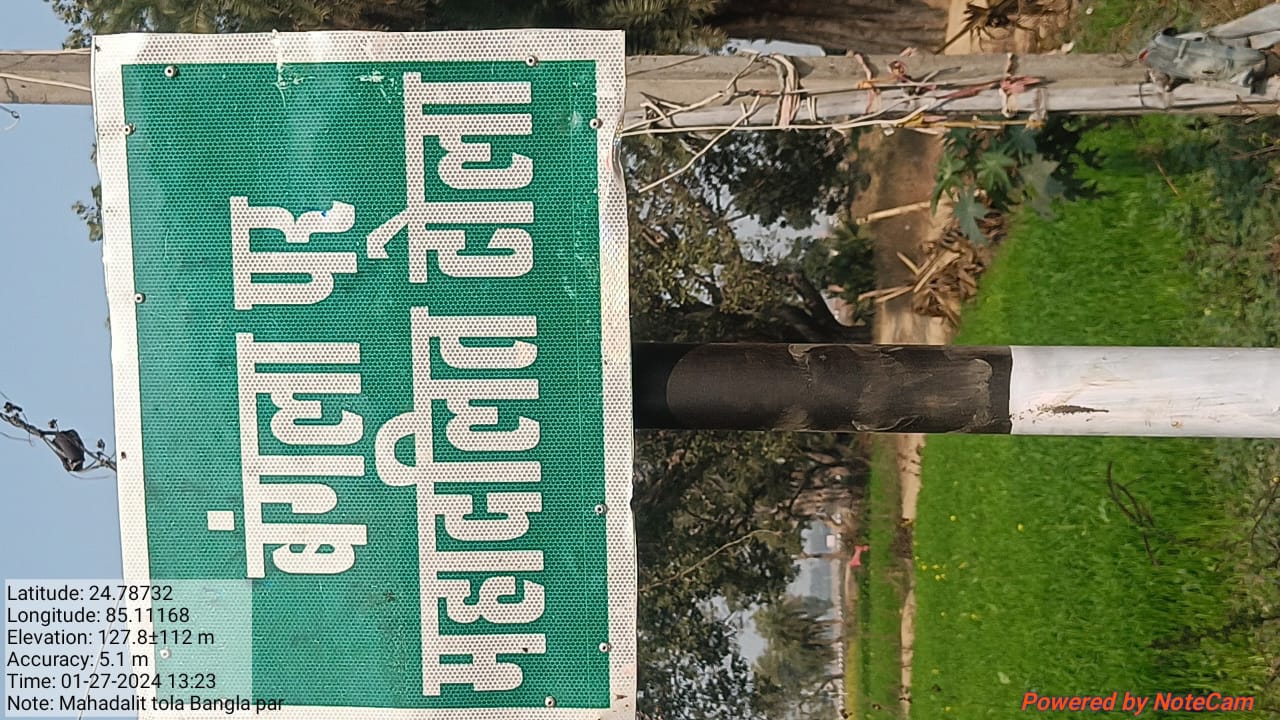 बंगला पर
महादलित टोला
Latitude: 24.78732
Longitude: 85.11168
Elevation: 127.8±112 m
Accuracy: 5.1 m
Time: 01-27-2024 13:23
Note: Mahadalit tola Bangla par
Powered by NoteCam